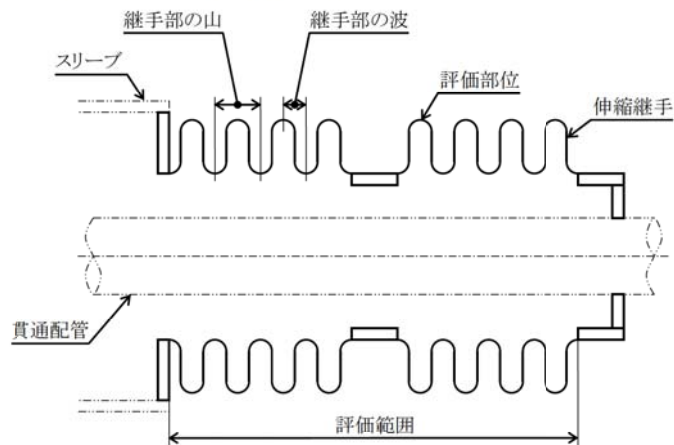 継手部の山
継手部の波
スリーブ
評価部位
伸縮継手
貫通配管
評価範囲